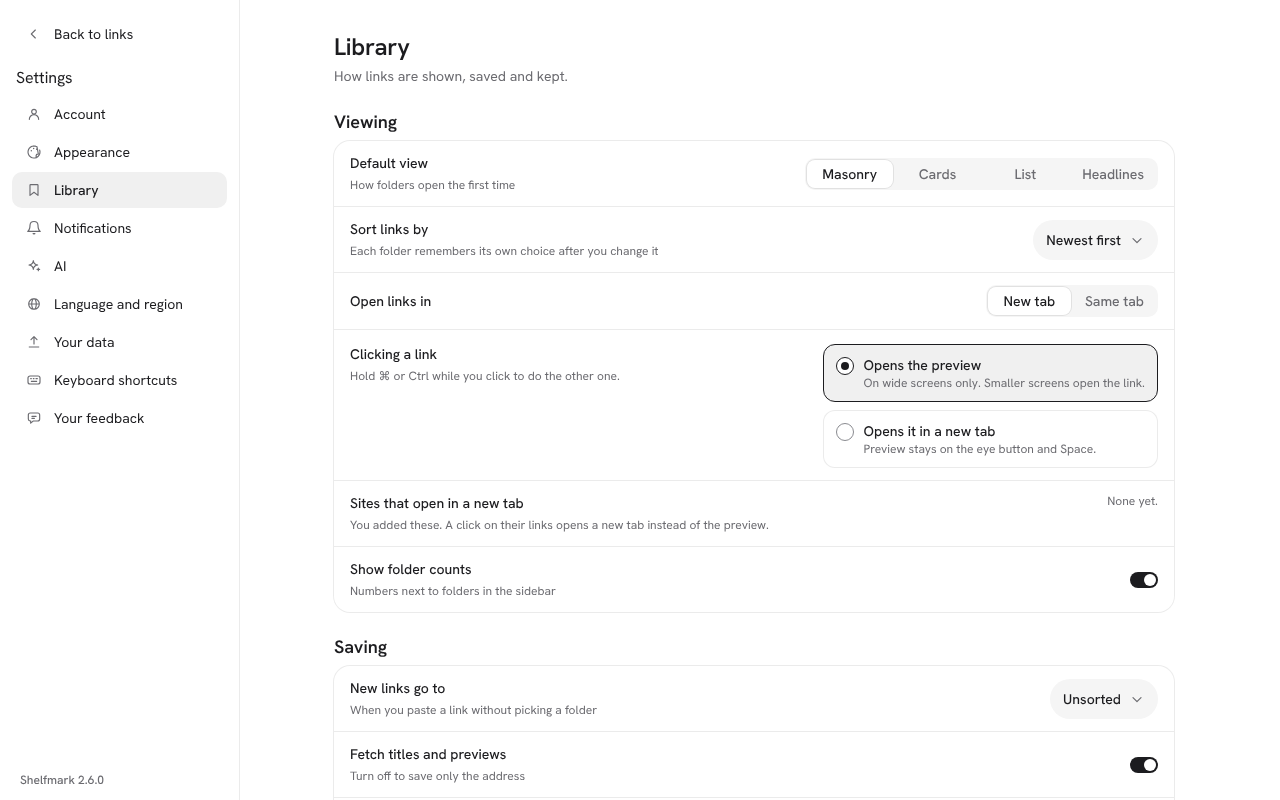 Back to links
Settings
Account
Appearance
Library
Notifications
AI
Language and region
Your data
Keyboard shortcuts
Your feedback
Shelfmark 2.6.0
Library
How links are shown, saved and kept.
Viewing
Default view
How folders open the first time
Masonry Cards List Headlines
Sort links by
Each folder remembers its own choice after you change it
Newest first
Open links in
New tab Same tab
Clicking a link
Hold ⌘ or Ctrl while you click to do the other one.
Opens the preview
On wide screens only. Smaller screens open the link.
Opens it in a new tab
Preview stays on the eye button and Space.
Sites that open in a new tab
You added these. A click on their links opens a new tab instead of the preview.
None yet.
Show folder counts
Numbers next to folders in the sidebar
Saving
New links go to
When you paste a link without picking a folder
Unsorted
Fetch titles and previews
Turn off to save only the address